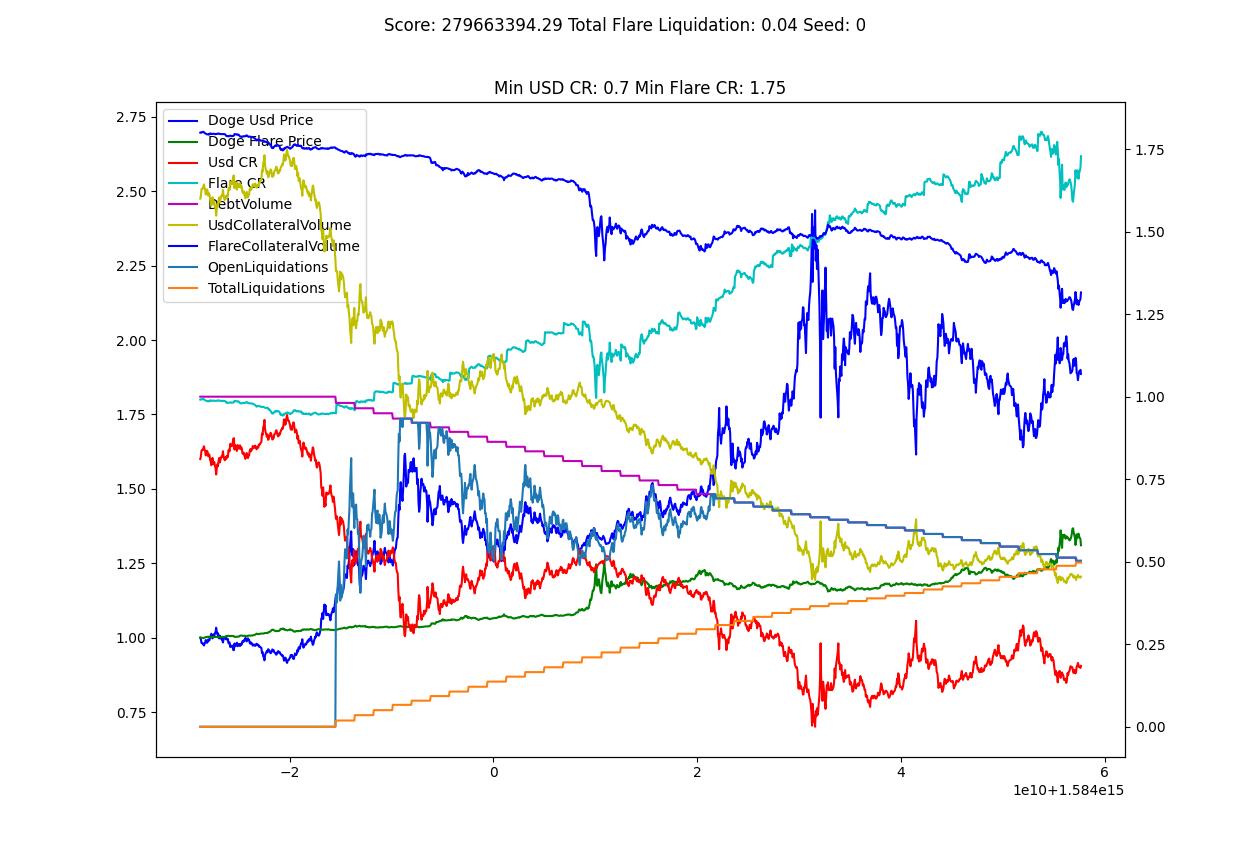 Score: 279663394.29 Total Flare Liquidation: 0.04 Seed: 0
Min USD CR: 0.7 Min Flare CR: 1.75
Doge Usd Price
Doge Flare Price
Usd CR
Flare CR
DebtVolume
UsdCollateralVolume
FlareCollateralVolume
OpenLiquidations
TotalLiquidations
2.75
2.50
2.25
2.00
1.75
1.50
1.25
1.00
0.75
1.75
1.50
1.25
1.00
0.75
0.50
0.25
0.00
−2
0
2
4
6
1e10+1.584e15